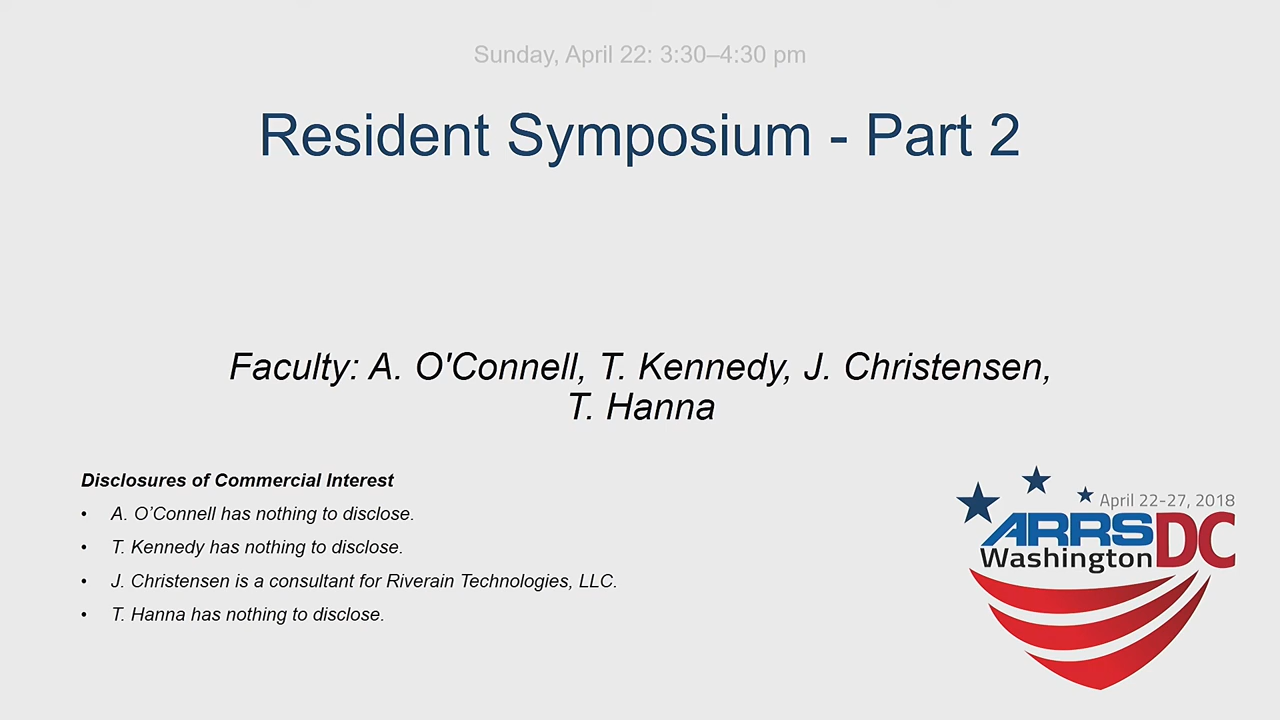 Sunday, April 22: 3:30–4:30 pm
Resident Symposium - Part 2
Faculty: A. O'Connell, T. Kennedy, J. Christensen,
T. Hanna
Disclosures of Commercial Interest
• A. O’Connell has nothing to disclose.
• T. Kennedy has nothing to disclose.
• J. Christensen is a consultant for Riverain Technologies, LLC.
• T. Hanna has nothing to disclose.
April 22-27, 2018
ARRS DC
Washington